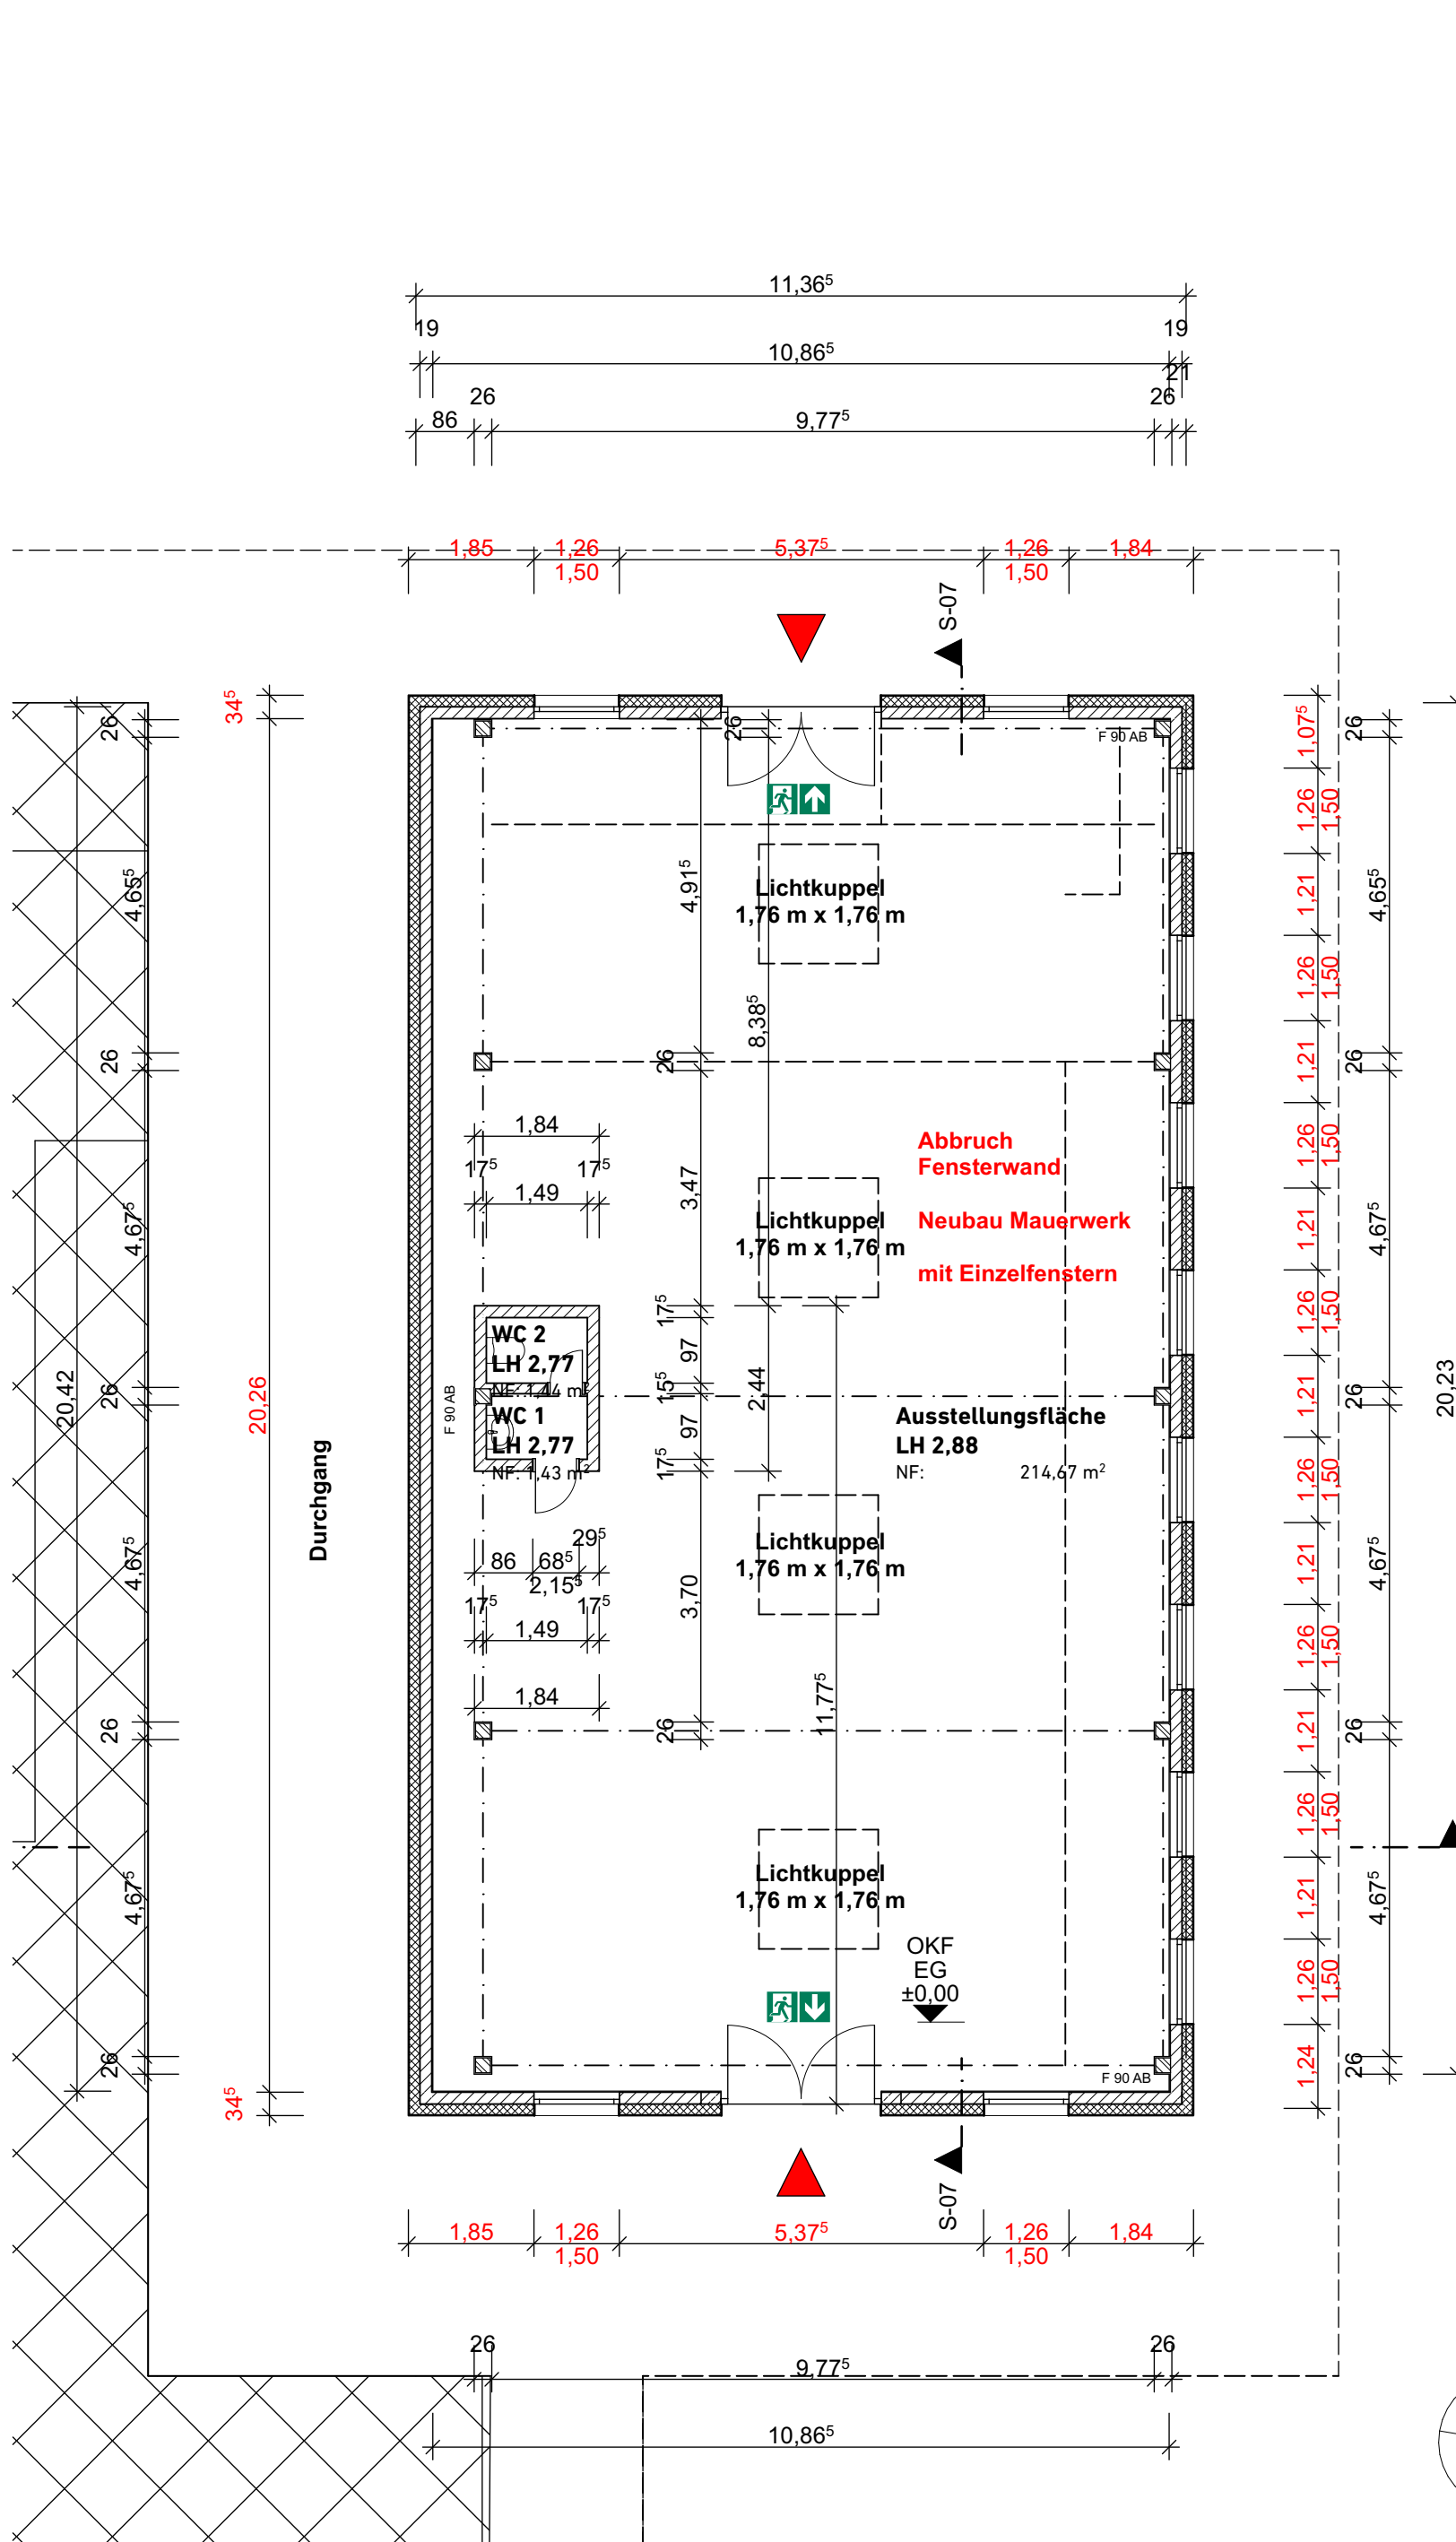 11,36⁵
19 19
10,86⁵
21
26 26
86 9,77⁵
1,85 1,26 5,37⁵ 1,26 1,84
1,50 1,50
S-07
34⁵
26
26
F 90 AB
1,07⁵
26
1,26
1,50
4,65⁵
4,91⁵
Lichtkuppel
1,76 m x 1,76 m
1,21
4,65⁵
1,26
1,50
8,38⁵
26
26
1,21
26
1,84
17⁵ 17⁵
1,49
3,47
Abbruch
Fensterwand
Neubau Mauerwerk
mit Einzelfenstern
1,26
1,50
4,67⁵
Lichtkuppel
1,76 m x 1,76 m
1,21
4,67⁵
1,26
1,50
17⁵
97
15⁵
97
17⁵
2,44
WC 2
LH 2,77
NF: 1,44 m²
WC 1
LH 2,77
NF: 1,43 m²
F 90 AB
20,42
26
20,26
Durchgang
Ausstellungsfläche
LH 2,88
NF: 214,67 m²
1,21
26
20,23
1,26
1,50
29⁵
86 68⁵
2,15⁵
17⁵ 17⁵
1,49
1,84
4,67⁵
3,70
Lichtkuppel
1,76 m x 1,76 m
1,21
4,67⁵
1,26
1,50
11,77⁵
26
26
1,21
26
1,26
1,50
4,67⁵
Lichtkuppel
1,76 m x 1,76 m
1,21
4,67⁵
OKF
EG
±0,00
1,26
1,50
26
F 90 AB
1,24
26
34⁵
S-07
1,85 1,26 5,37⁵ 1,26 1,84
1,50 1,50
26 26
9,77⁵
10,86⁵